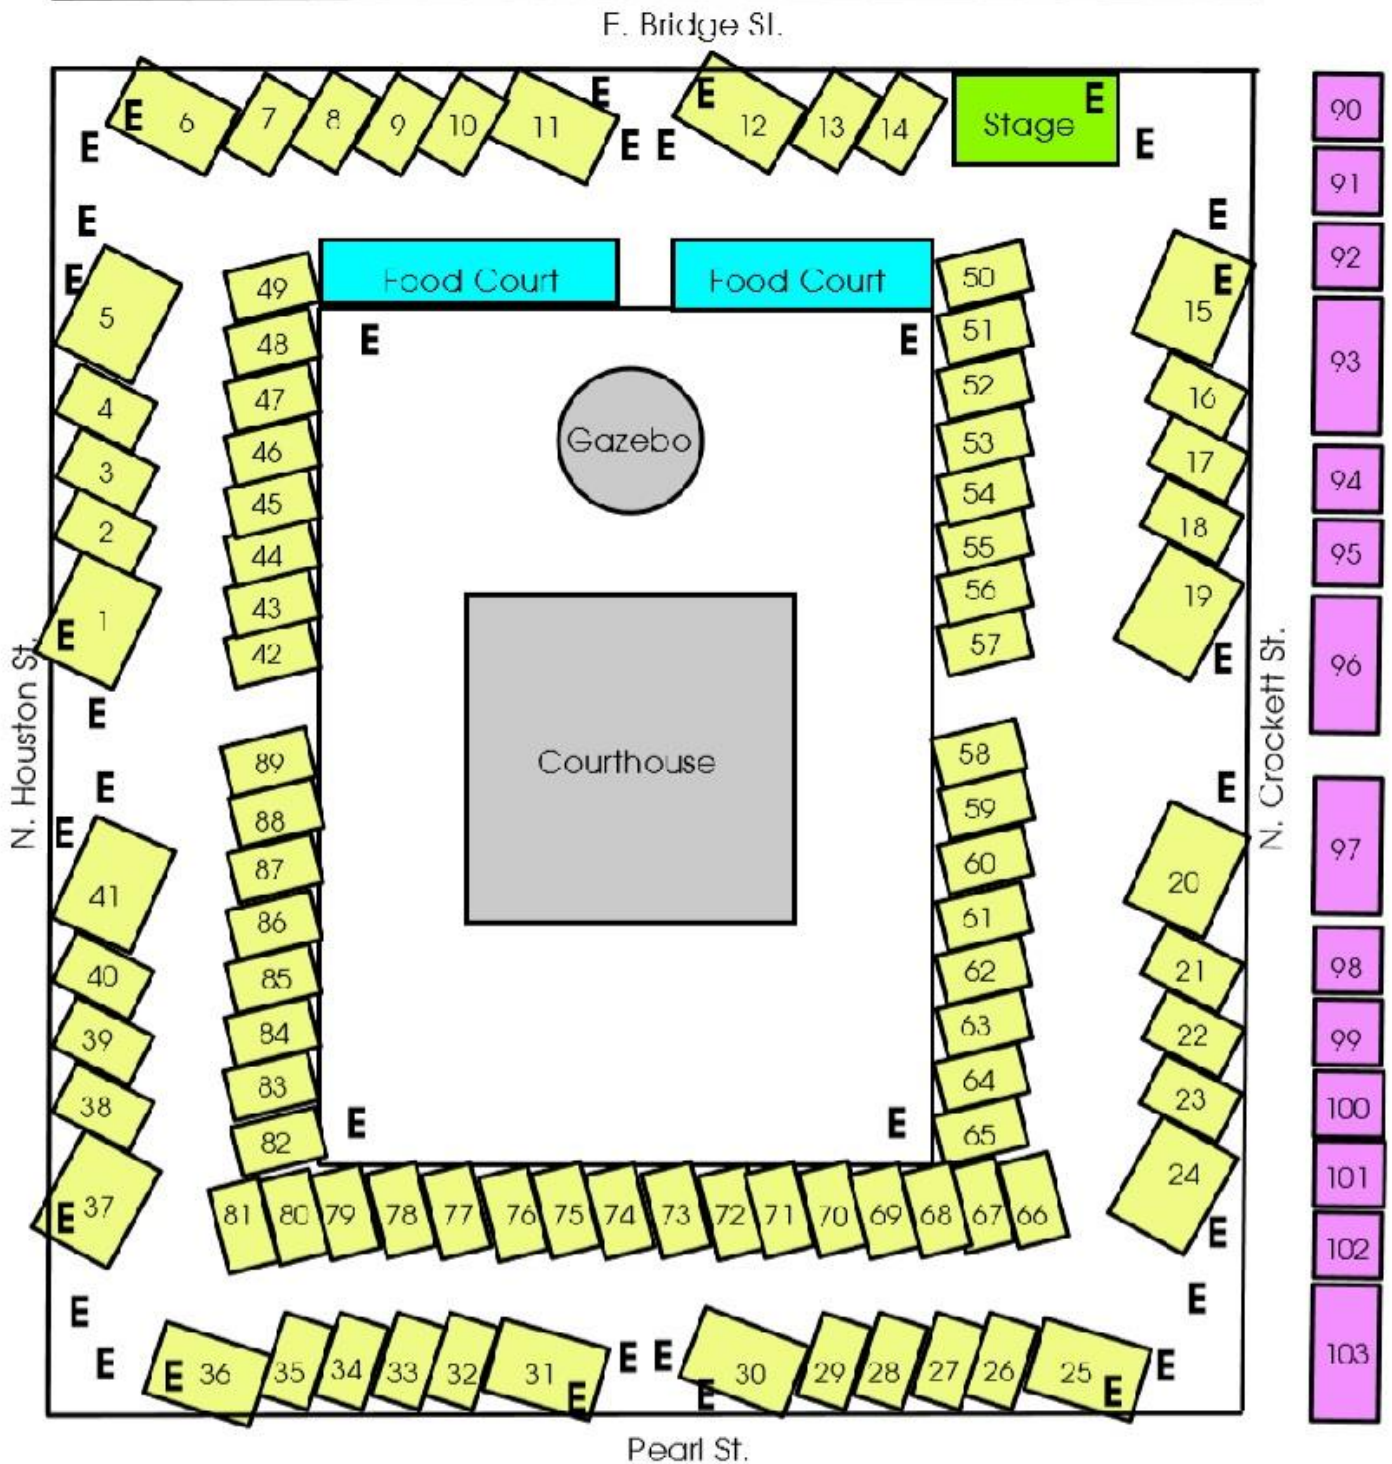 E. Bridge St.
E 6 7 8 9 10 11 E
E 12 13 14 Stage E
E E E E
90
91
92
93
94
95
96
97
98
99
100
101
102
103
E
E
5
4
3
2
1
E
E
N. Houston St.
E
E
41
40
39
38
37
E
49
48
47
46
45
44
43
42
89
88
87
86
85
84
83
82
Food Court
Food Court
E
E
Gazebo
Courthouse
E
E
50
51
52
53
54
55
56
57
58
59
60
61
62
63
64
65
E
E
15
16
17
18
19
E
N. Crockett St.
E
20
21
22
23
24
E
81 80 79 78 77 76 75 74 73 72 71 70 69 68 67 66
E
E
E
E 36 35 34 33 32 31 E
E E
E 30 29 28 27 26 25 E
E
Pearl St.